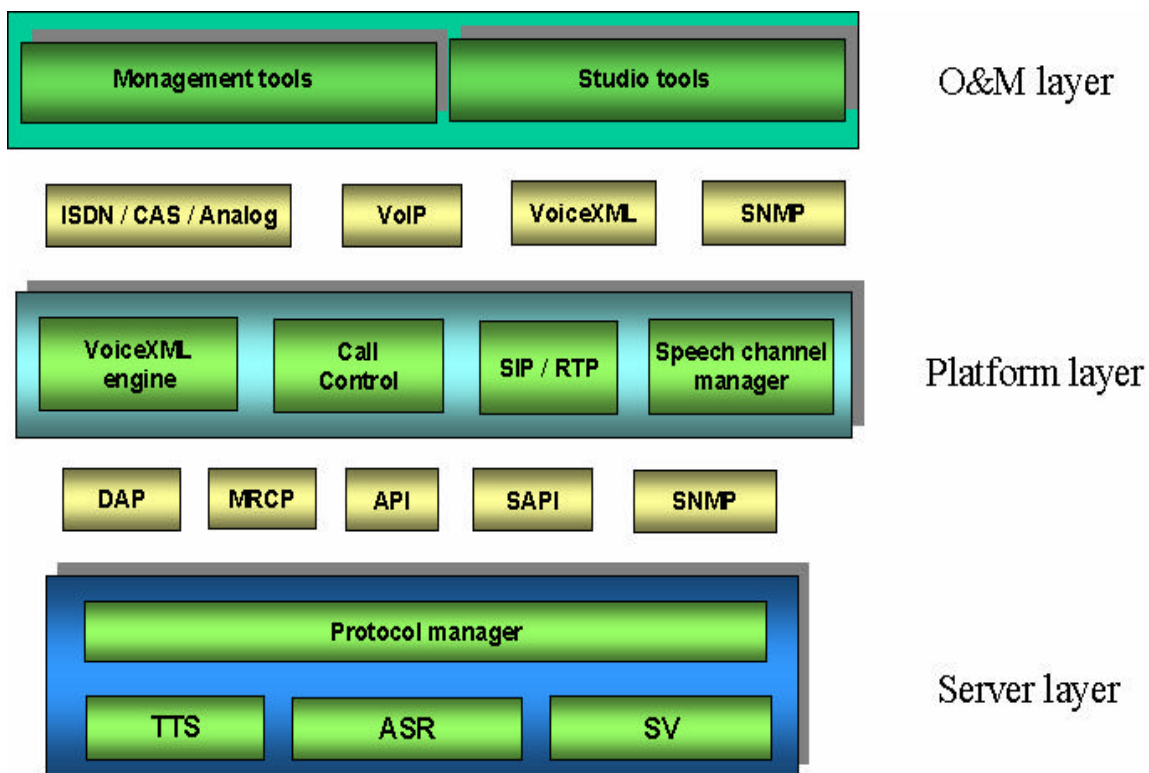 Monagement tools
Studio tools
O&M layer
ISDN / CAS / Analog
VoIP
VoiceXML
SNMP
VoiceXML
engine
Call
Control
SIP / RTP
Speech channel
manager
Platform layer
DAP
MRCP
API
SAPI
SNMP
Protocol manager
Server layer
TTS
ASR
SV